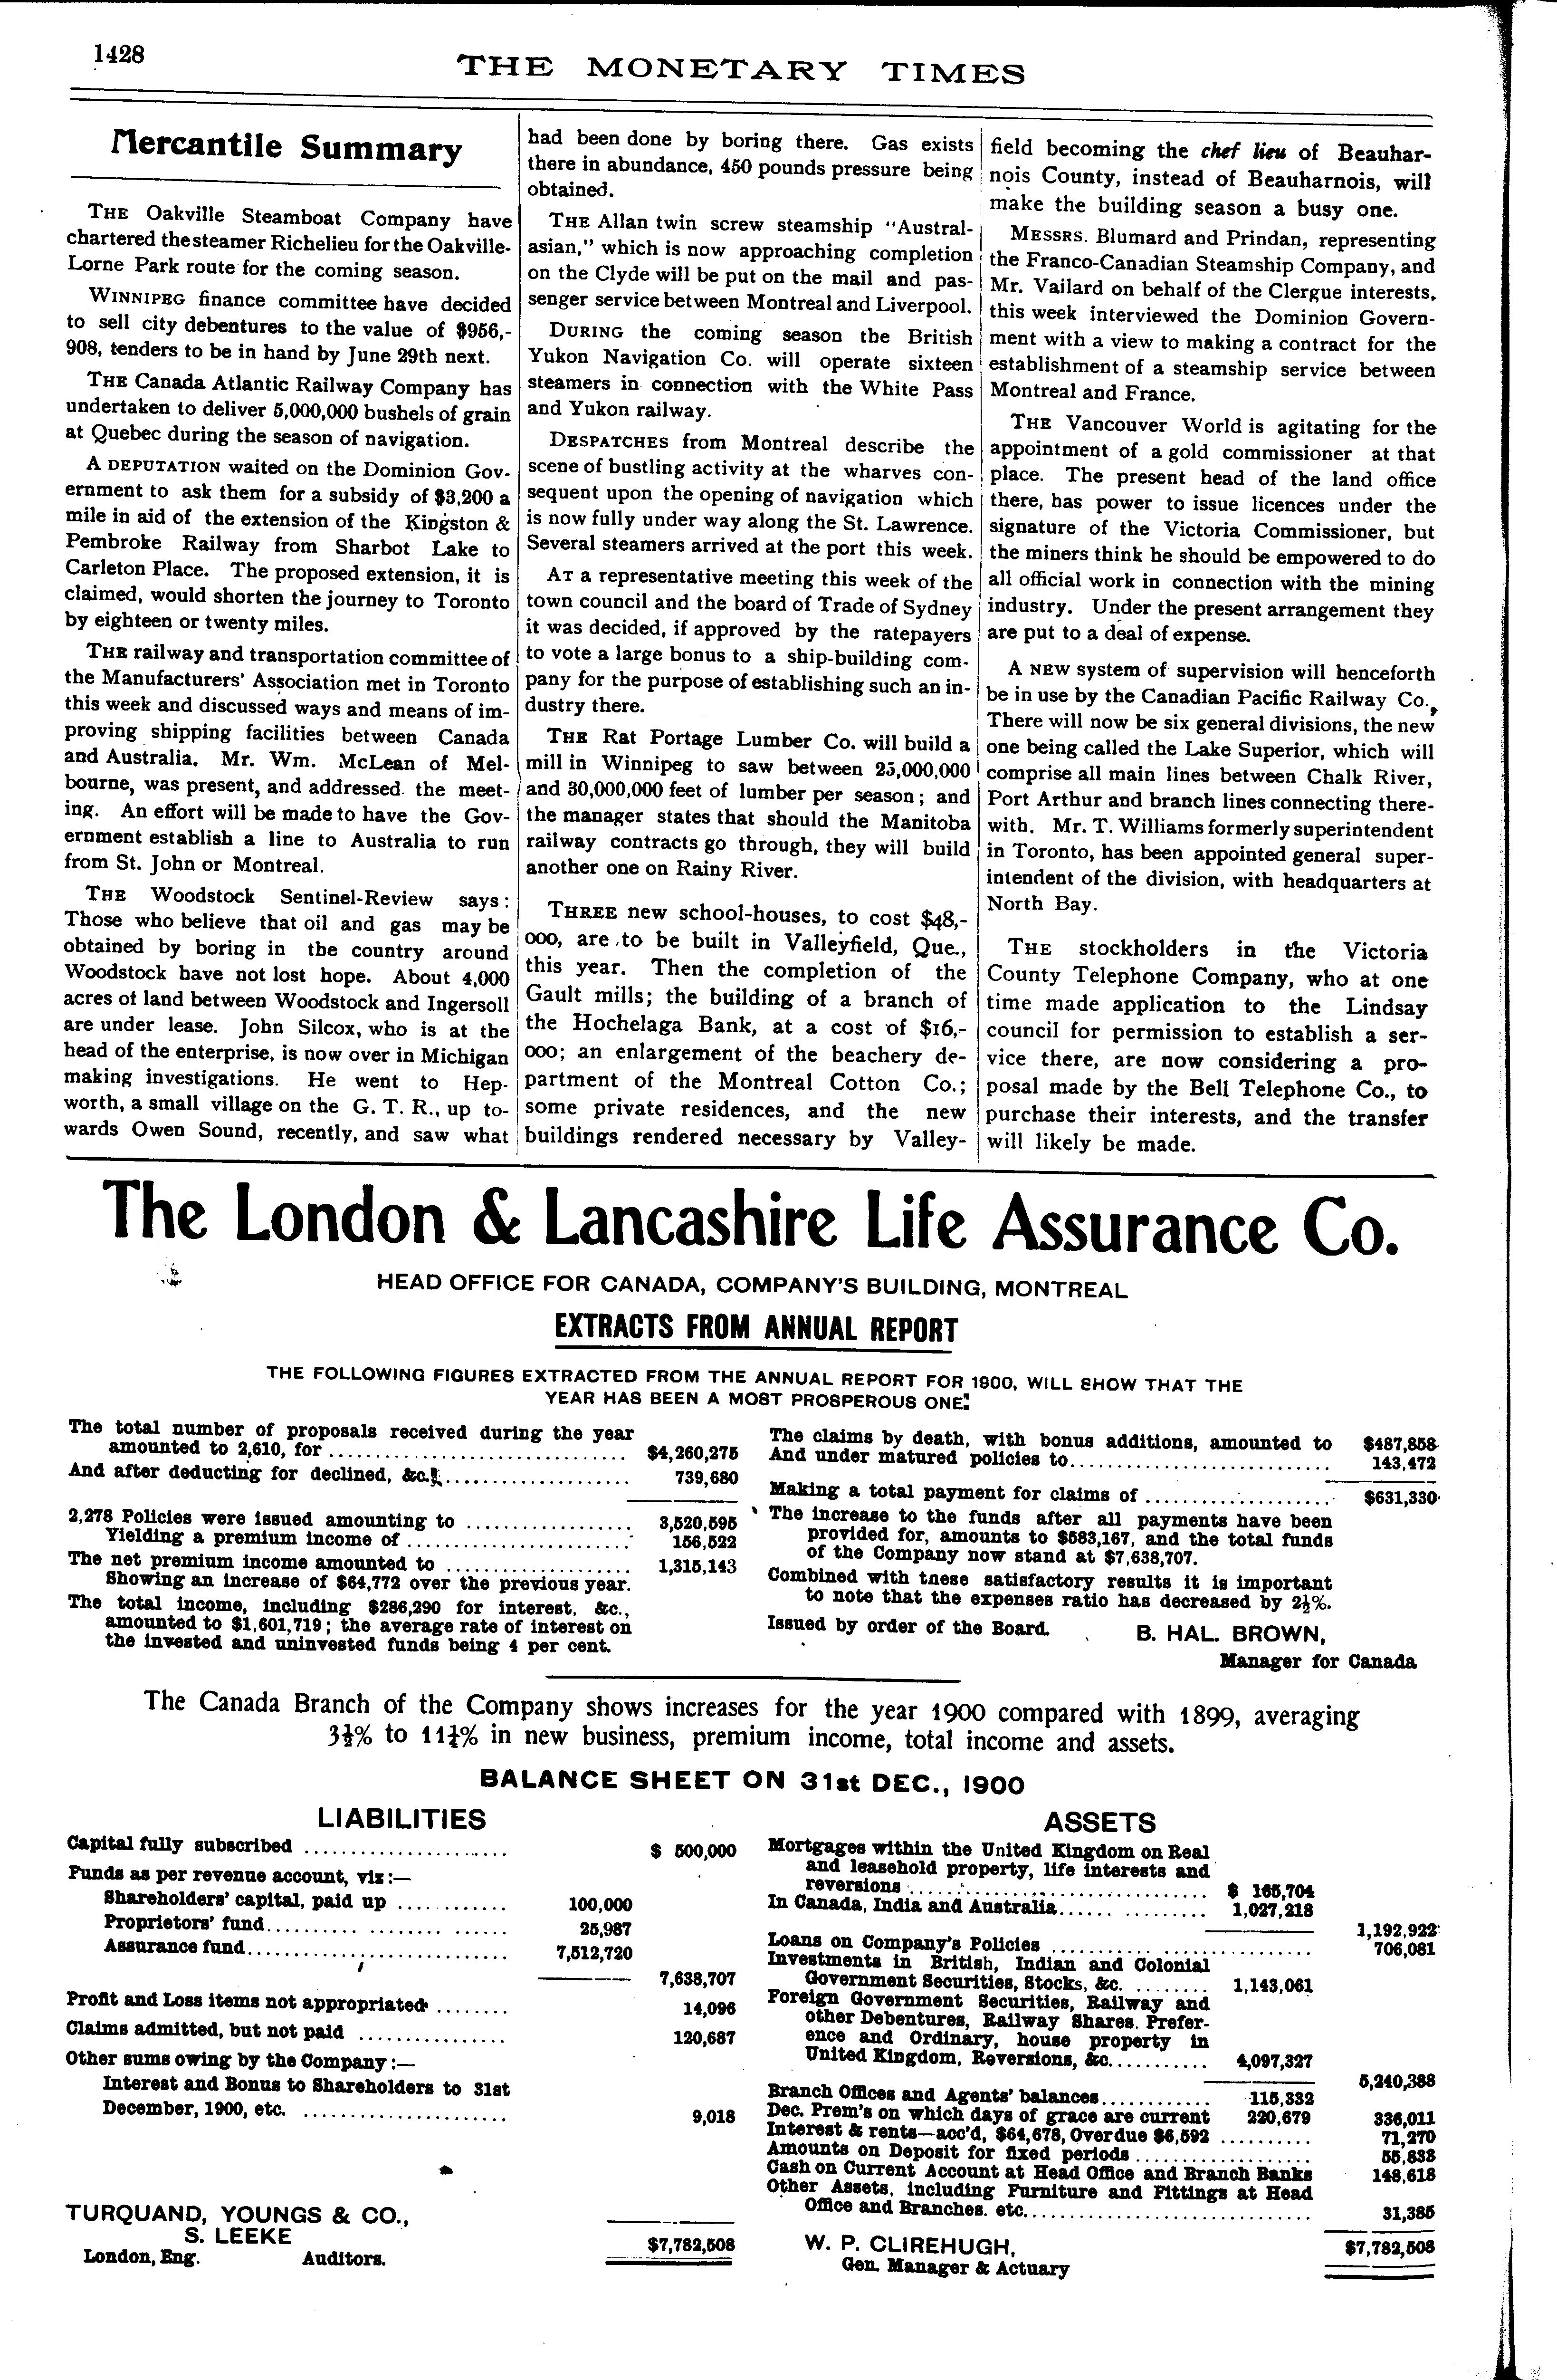 1428
THE MONETARY TIMES
Mercantile Summary
THE Oakville Steamboat Company have
chartered the steamer Richelieu for the Oakville-
Lorne Park route for the coming season.
WINNIPEG finance committee have decided
to sell city debentures to the value of $956,-
908, tenders to be in hand by June 29th next.
THE Canada Atlantic Railway Company has
undertaken to deliver 5,000,000 bushels of grain
at Quebec during the season of navigation.
A DEPUTATION waited on the Dominion Gov-
ernment to ask them for a subsidy of $3,200 a
mile in aid of the extension of the Kingston &
Pembroke Railway from Sharbot Lake to
Carleton Place. The proposed extension, it is
claimed, would shorten the journey to Toronto
by eighteen or twenty miles.
THE railway and transportation committee of
the Manufacturers' Association met in Toronto
this week and discussed ways and means of im-
proving shipping facilities between Canada
and Australia. Mr. Wm. McLean of Mel-
bourne, was present, and addressed the meet-
ing. An effort will be made to have the Gov-
ernment establish a line to Australia to run
from St. John or Montreal.
THE Woodstock Sentinel-Review says:
Those who believe that oil and gas may be
obtained by boring in the country around
Woodstock have not lost hope. About 4,000
acres of land between Woodstock and Ingersoll
are under lease. John Silcox, who is at the
head of the enterprise, is now over in Michigan
making investigations. He went to Hep-
worth, a small village on the G. T. R., up to-
wards Owen Sound, recently, and saw what
had been done by boring there. Gas exists
there in abundance, 450 pounds pressure being
obtained.
THE Allan twin screw steamship "Austral-
asian," which is now approaching completion
on the Clyde will be put on the mail and pas-
senger service between Montreal and Liverpool.
DURING the coming season the British
Yukon Navigation Co. will operate sixteen
steamers in connection with the White Pass
and Yukon railway.
DESPATCHES from Montreal describe the
scene of bustling activity at the wharves con-
sequent upon the opening of navigation which
is now fully under way along the St. Lawrence.
Several steamers arrived at the port this week.
AT a representative meeting this week of the
town council and the board of Trade of Sydney
it was decided, if approved by the ratepayers
to vote a large bonus to a ship-building com-
pany for the purpose of establishing such an in-
dustry there.
THE Rat Portage Lumber Co. will build a
mill in Winnipeg to saw between 25,000,000
and 30,000,000 feet of lumber per season; and
the manager states that should the Manitoba
railway contracts go through, they will build
another one on Rainy River.
THREE new school-houses, to cost $48,-
000, are to be built in Valleyfield, Que.,
this year. Then the completion of the
Gault mills; the building of a branch of
the Hochelaga Bank, at a cost of $16,-
000; an enlargement of the beachery de-
partment of the Montreal Cotton Co.;
some private residences, and the new
buildings rendered necessary by Valley-
field becoming the chef lieu of Beauhar-
nois County, instead of Beauharnois, will
make the building season a busy one.
MESSRS. Blumard and Prindan, representing
the Franco-Canadian Steamship Company, and
Mr. Vailard on behalf of the Clergue interests,
this week interviewed the Dominion Govern-
ment with a view to making a contract for the
establishment of a steamship service between
Montreal and France.
THE Vancouver World is agitating for the
appointment of a gold commissioner at that
place. The present head of the land office
there, has power to issue licences under the
signature of the Victoria Commissioner, but
the miners think he should be empowered to do
all official work in connection with the mining
industry. Under the present arrangement they
are put to a deal of expense.
A NEW system of supervision will henceforth
be in use by the Canadian Pacific Railway Co.,
There will now be six general divisions, the new
one being called the Lake Superior, which will
comprise all main lines between Chalk River,
Port Arthur and branch lines connecting there-
with. Mr. T. Williams formerly superintendent
in Toronto, has been appointed general super-
intendent of the division, with headquarters at
North Bay.
THE stockholders in the Victoria
County Telephone Company, who at one
time made application to the Lindsay
council for permission to establish a ser-
vice there, are now considering a pro-
posal made by the Bell Telephone Co., to
purchase their interests, and the transfer
will likely be made.
The London & Lancashire Life Assurance Co.
HEAD OFFICE FOR CANADA, COMPANY'S BUILDING, MONTREAL
EXTRACTS FROM ANNUAL REPORT
THE FOLLOWING FIGURES EXTRACTED FROM THE ANNUAL REPORT FOR 1900, WILL SHOW THAT THE
YEAR HAS BEEN A MOST PROSPEROUS ONE:
The total number of proposals received during the year
amounted to 2,610, for .......... $4,260,275
And after deducting for declined, &c. .......... 739,680
2,278 Policies were issued amounting to .......... 3,520,595
Yielding a premium income of .......... 156,522
The net premium income amounted to .......... 1,315,143
Showing an increase of $64,772 over the previous year.
The total income, including $286,290 for interest, &c.,
amounted to $1,601,719; the average rate of interest on
the invested and uninvested funds being 4 per cent.
The claims by death, with bonus additions, amounted to $487,858
And under matured policies to .......... 143,472
Making a total payment for claims of .......... $631,330
The increase to the funds after all payments have been
provided for, amounts to $583,167, and the total funds
of the Company now stand at $7,638,707.
Combined with these satisfactory results it is important
to note that the expenses ratio has decreased by 2½%.
Issued by order of the Board.
B. HAL. BROWN,
Manager for Canada
The Canada Branch of the Company shows increases for the year 1900 compared with 1899, averaging
3½% to 11¼% in new business, premium income, total income and assets.
BALANCE SHEET ON 31st DEC., 1900
LIABILITIES
Capital fully subscribed .......... $ 500,000
Funds as per revenue account, viz:—
Shareholders' capital, paid up .......... 100,000
Proprietors' fund .......... 25,987
Assurance fund .......... 7,512,720
7,638,707
Profit and Loss items not appropriated .......... 14,096
Claims admitted, but not paid .......... 120,687
Other sums owing by the Company:—
Interest and Bonus to Shareholders to 31st
December, 1900, etc. .......... 9,018
TURQUAND, YOUNGS & CO.,
S. LEEKE
London, Eng. Auditors.
$7,782,508
ASSETS
Mortgages within the United Kingdom on Real
and leasehold property, life interests and
reversions .......... $ 165,704
In Canada, India and Australia .......... 1,027,218
1,192,922
Loans on Company's Policies .......... 706,081
Investments in British, Indian and Colonial
Government Securities, Stocks, &c. .......... 1,143,061
Foreign Government Securities, Railway and
other Debentures, Railway Shares. Prefer-
ence and Ordinary, house property in
United Kingdom, Reversions, &c. .......... 4,097,327
5,240,388
Branch Offices and Agents' balances .......... 115,332
Dec. Prem's on which days of grace are current 220,679 336,011
Interest & rents—acc'd, $64,678, Overdue $6,592 .......... 71,270
Amounts on Deposit for fixed periods .......... 55,833
Cash on Current Account at Head Office and Branch Banks 148,618
Other Assets, including Furniture and Fittings at Head
Office and Branches. etc. .......... 31,385
W. P. CLIREHUGH,
Gen. Manager & Actuary
$7,782,508